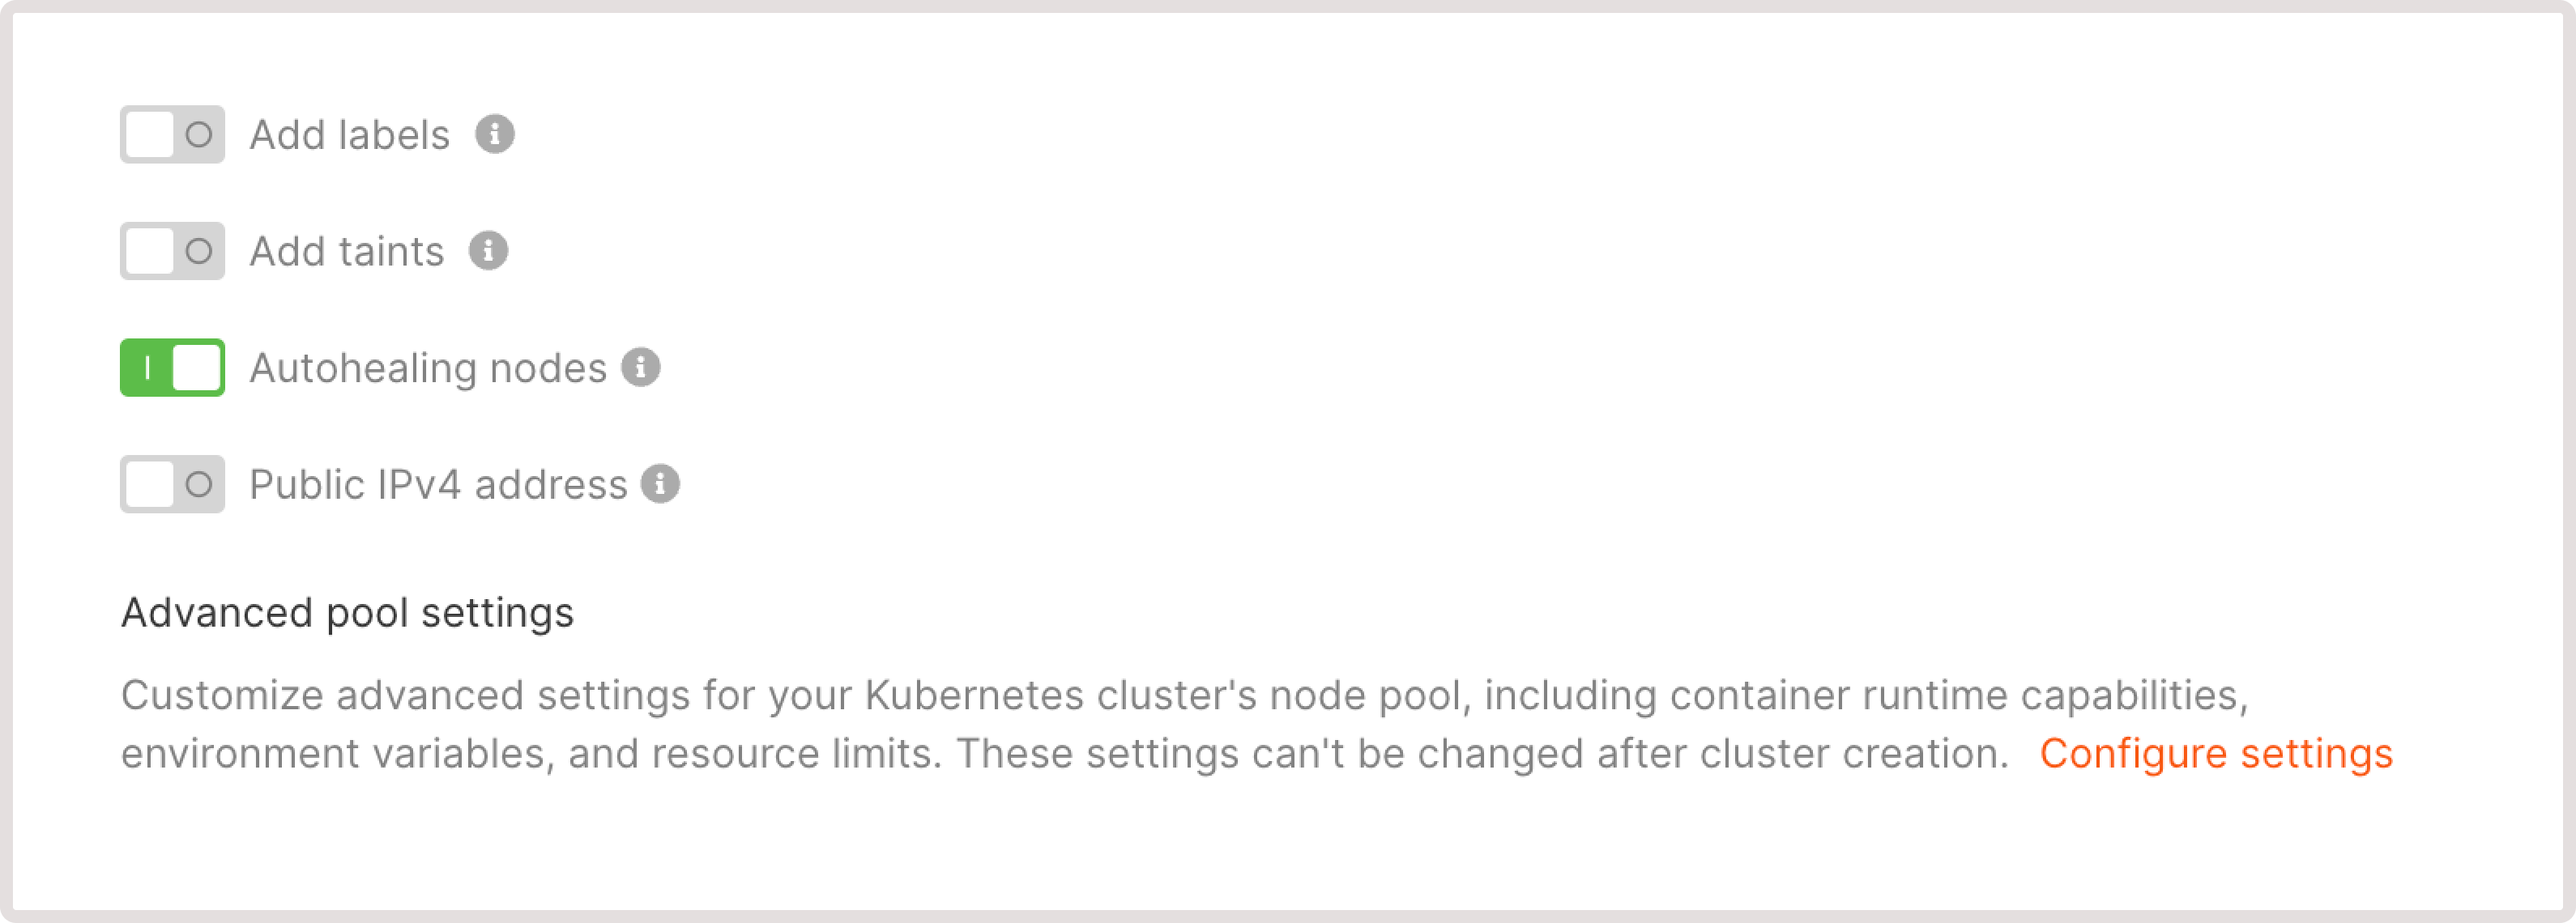 Add labels
Add taints
Autohealing nodes
Public IPv4 address
Advanced pool settings
Customize advanced settings for your Kubernetes cluster's node pool, including container runtime capabilities,
environment variables, and resource limits. These settings can't be changed after cluster creation. Configure settings